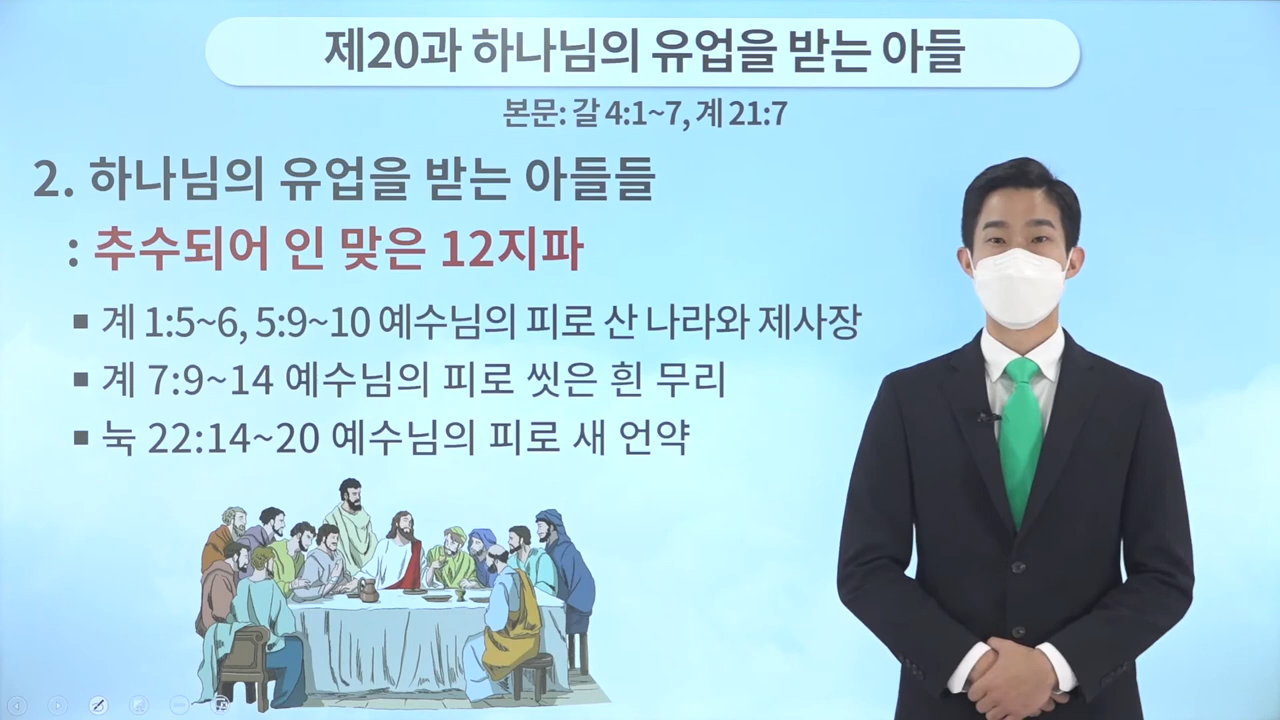 제20과 하나님의 유업을 받는 아들
본문: 갈 4:1~7, 계 21:7
2. 하나님의 유업을 받는 아들들
: 추수되어 인 맞은 12지파
▪ 계 1:5~6, 5:9~10 예수님의 피로 산 나라와 제사장
▪ 계 7:9~14 예수님의 피로 씻은 흰 무리
▪ 눅 22:14~20 예수님의 피로 새 언약